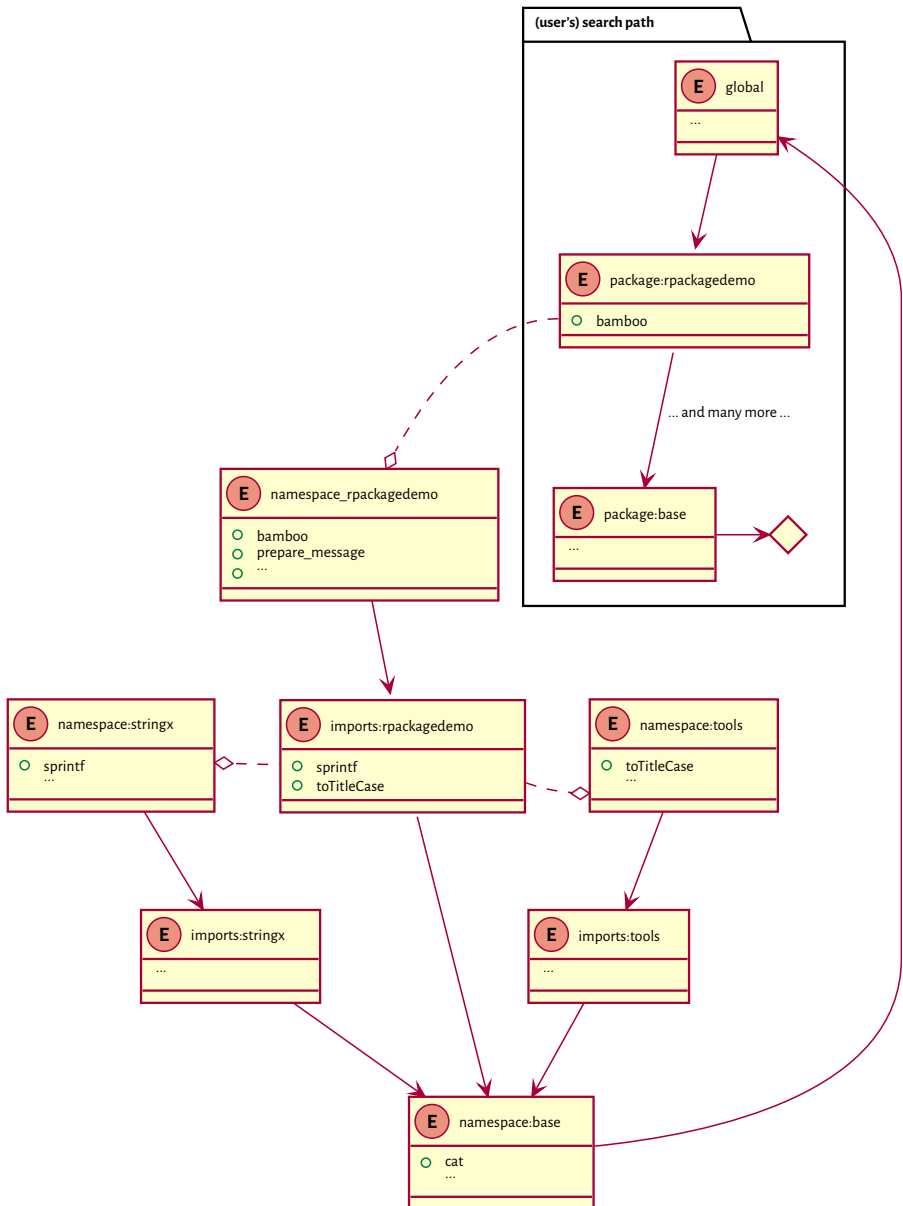 (user's) search path
E global
...
E package:rpackagedemo
bamboo
... and many more ...
E namespace_rpackagedemo
bamboo
prepare_message
...
E package:base
...
E namespace:stringx
sprintf
...
E imports:rpackagedemo
sprintf
toTitleCase
E namespace:tools
toTitleCase
...
E imports:stringx
...
E imports:tools
...
E namespace:base
cat
...